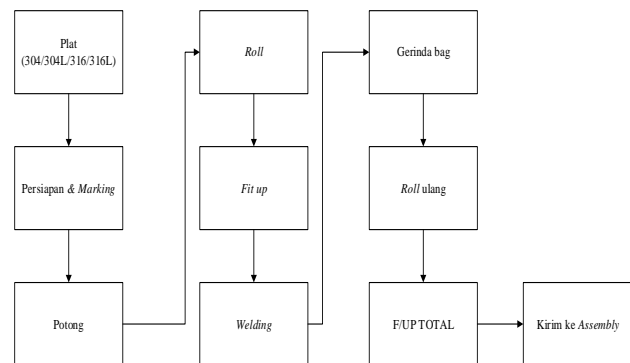 Plat
(304/304L/316/316L)
Persiapan & Marking
Potong
Roll
Fit up
Welding
Gerinda bag
Roll ulang
F/UP TOTAL
Kirim ke Assembly